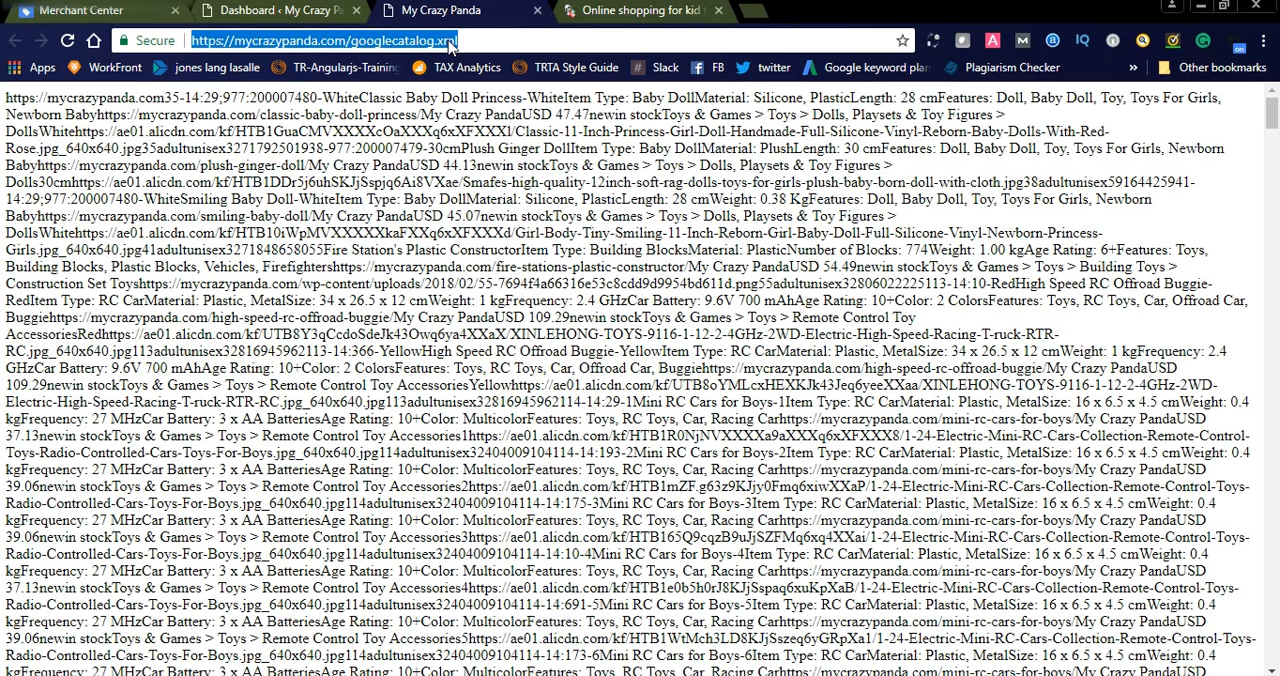 Merchant Center
Dashboard ‹ My Crazy P
My Crazy Panda
Online shopping for kid t
Secure
https://mycrazypanda.com/googlecatalog.xml
Apps
WorkFront
jones lang lasalle
TR-Angularjs-Training
TAX Analytics
TRTA Style Guide
Slack
FB
twitter
Google keyword plan
Plagiarism Checker
»
Other bookmarks
https://mycrazypanda.com35-14:29;977:200007480-WhiteClassic Baby Doll Princess-WhiteItem Type: Baby DollMaterial: Silicone, PlasticLength: 28 cmFeatures: Doll, Baby Doll, Toy, Toys For Girls,
Newborn Babyhttps://mycrazypanda.com/classic-baby-doll-princess/My Crazy PandaUSD 47.47newin stockToys & Games > Toys > Dolls, Playsets & Toy Figures >
DollsWhitehttps://ae01.alicdn.com/kf/HTB1GuaCMVXXXXcOaXXXq6xXFXXXl/Classic-11-Inch-Princess-Girl-Doll-Handmade-Full-Silicone-Vinyl-Reborn-Baby-Dolls-With-Red-
Rose.jpg_640x640.jpg35adultunisex3271792501938-977:200007479-30cmPlush Ginger DollItem Type: Baby DollMaterial: PlushLength: 30 cmFeatures: Doll, Baby Doll, Toy, Toys For Girls, Newborn
Babyhttps://mycrazypanda.com/plush-ginger-doll/My Crazy PandaUSD 44.13newin stockToys & Games > Toys > Dolls, Playsets & Toy Figures >
Dolls30cmhttps://ae01.alicdn.com/kf/HTB1DDr5j6uhSKJjSspjq6Ai8VXae/Smafes-high-quality-12inch-soft-rag-dolls-toys-for-girls-plush-baby-born-doll-with-cloth.jpg38adultunisex59164425941-
14:29;977:200007480-WhiteSmiling Baby Doll-WhiteItem Type: Baby DollMaterial: Silicone, PlasticLength: 28 cmWeight: 0.38 KgFeatures: Doll, Baby Doll, Toy, Toys For Girls, Newborn
Babyhttps://mycrazypanda.com/smiling-baby-doll/My Crazy PandaUSD 45.07newin stockToys & Games > Toys > Dolls, Playsets & Toy Figures >
DollsWhitehttps://ae01.alicdn.com/kf/HTB10iWpMVXXXXXkaFXXq6xXFXXXd/Girl-Body-Tiny-Smiling-11-Inch-Reborn-Girl-Baby-Doll-Full-Silicone-Vinyl-Newborn-Princess-
Girls.jpg_640x640.jpg41adultunisex3271848658055Fire Station's Plastic ConstructorItem Type: Building BlocksMaterial: PlasticNumber of Blocks: 774Weight: 1.00 kgAge Rating: 6+Features: Toys,
Building Blocks, Plastic Blocks, Vehicles, Firefightershttps://mycrazypanda.com/fire-stations-plastic-constructor/My Crazy PandaUSD 54.49newin stockToys & Games > Toys > Building Toys >
Construction Set Toyshttps://mycrazypanda.com/wp-content/uploads/2018/02/55-7694f4a66316e53c8cdd9d9954bd611d.png55adultunisex32806022225113-14:10-RedHigh Speed RC Offroad Buggie-
RedItem Type: RC CarMaterial: Plastic, MetalSize: 34 x 26.5 x 12 cmWeight: 1 kgFrequency: 2.4 GHzCar Battery: 9.6V 700 mAhAge Rating: 10+Color: 2 ColorsFeatures: Toys, RC Toys, Car, Offroad Car,
Buggiehttps://mycrazypanda.com/high-speed-rc-offroad-buggie/My Crazy PandaUSD 109.29newin stockToys & Games > Toys > Remote Control Toy
AccessoriesRedhttps://ae01.alicdn.com/kf/UTB8Y3qCcdoSdeJk43Owq6ya4XXaX/XINLEHONG-TOYS-9116-1-12-2-4GHz-2WD-Electric-High-Speed-Racing-T-ruck-RTR-
RC.jpg_640x640.jpg113adultunisex32816945962113-14:366-YellowHigh Speed RC Offroad Buggie-YellowItem Type: RC CarMaterial: Plastic, MetalSize: 34 x 26.5 x 12 cmWeight: 1 kgFrequency: 2.4
GHzCar Battery: 9.6V 700 mAhAge Rating: 10+Color: 2 ColorsFeatures: Toys, RC Toys, Car, Offroad Car, Buggiehttps://mycrazypanda.com/high-speed-rc-offroad-buggie/My Crazy PandaUSD
109.29newin stockToys & Games > Toys > Remote Control Toy AccessoriesYellowhttps://ae01.alicdn.com/kf/UTB8oYMLcxHEXKJk43Jeq6yeeXXaa/XINLEHONG-TOYS-9116-1-12-2-4GHz-2WD-
Electric-High-Speed-Racing-T-ruck-RTR-RC.jpg_640x640.jpg113adultunisex32816945962114-14:29-1Mini RC Cars for Boys-1Item Type: RC CarMaterial: Plastic, MetalSize: 16 x 6.5 x 4.5 cmWeight: 0.4
kgFrequency: 27 MHzCar Battery: 3 x AA BatteriesAge Rating: 10+Color: MulticolorFeatures: Toys, RC Toys, Car, Racing Carhttps://mycrazypanda.com/mini-rc-cars-for-boys/My Crazy PandaUSD
37.13newin stockToys & Games > Toys > Remote Control Toy Accessories1https://ae01.alicdn.com/kf/HTB1R0NjNVXXXXa9aXXXq6xXFXXX8/1-24-Electric-Mini-RC-Cars-Collection-Remote-Control-
Toys-Radio-Controlled-Cars-Toys-For-Boys.jpg_640x640.jpg114adultunisex32404009104114-14:193-2Mini RC Cars for Boys-2Item Type: RC CarMaterial: Plastic, MetalSize: 16 x 6.5 x 4.5 cmWeight: 0.4
kgFrequency: 27 MHzCar Battery: 3 x AA BatteriesAge Rating: 10+Color: MulticolorFeatures: Toys, RC Toys, Car, Racing Carhttps://mycrazypanda.com/mini-rc-cars-for-boys/My Crazy PandaUSD
39.06newin stockToys & Games > Toys > Remote Control Toy Accessories2https://ae01.alicdn.com/kf/HTB1mZF.g63z9KJjy0Fmq6xiwXXaP/1-24-Electric-Mini-RC-Cars-Collection-Remote-Control-Toys-
Radio-Controlled-Cars-Toys-For-Boys.jpg_640x640.jpg114adultunisex32404009104114-14:175-3Mini RC Cars for Boys-3Item Type: RC CarMaterial: Plastic, MetalSize: 16 x 6.5 x 4.5 cmWeight: 0.4
kgFrequency: 27 MHzCar Battery: 3 x AA BatteriesAge Rating: 10+Color: MulticolorFeatures: Toys, RC Toys, Car, Racing Carhttps://mycrazypanda.com/mini-rc-cars-for-boys/My Crazy PandaUSD
39.06newin stockToys & Games > Toys > Remote Control Toy Accessories3https://ae01.alicdn.com/kf/HTB165Q9cqzB9uJjSZFMq6xq4XXai/1-24-Electric-Mini-RC-Cars-Collection-Remote-Control-Toys-
Radio-Controlled-Cars-Toys-For-Boys.jpg_640x640.jpg114adultunisex32404009104114-14:10-4Mini RC Cars for Boys-4Item Type: RC CarMaterial: Plastic, MetalSize: 16 x 6.5 x 4.5 cmWeight: 0.4
kgFrequency: 27 MHzCar Battery: 3 x AA BatteriesAge Rating: 10+Color: MulticolorFeatures: Toys, RC Toys, Car, Racing Carhttps://mycrazypanda.com/mini-rc-cars-for-boys/My Crazy PandaUSD
37.13newin stockToys & Games > Toys > Remote Control Toy Accessories4https://ae01.alicdn.com/kf/HTB1e0b5h0rJ8KJjSspaq6xuKpXaB/1-24-Electric-Mini-RC-Cars-Collection-Remote-Control-Toys-
Radio-Controlled-Cars-Toys-For-Boys.jpg_640x640.jpg114adultunisex32404009104114-14:691-5Mini RC Cars for Boys-5Item Type: RC CarMaterial: Plastic, MetalSize: 16 x 6.5 x 4.5 cmWeight: 0.4
kgFrequency: 27 MHzCar Battery: 3 x AA BatteriesAge Rating: 10+Color: MulticolorFeatures: Toys, RC Toys, Car, Racing Carhttps://mycrazypanda.com/mini-rc-cars-for-boys/My Crazy PandaUSD
39.06newin stockToys & Games > Toys > Remote Control Toy Accessories5https://ae01.alicdn.com/kf/HTB1WtMch3LD8KJjSszeq6yGRpXa1/1-24-Electric-Mini-RC-Cars-Collection-Remote-Control-Toys-
Radio-Controlled-Cars-Toys-For-Boys.jpg_640x640.jpg114adultunisex32404009104114-14:173-6Mini RC Cars for Boys-6Item Type: RC CarMaterial: Plastic, MetalSize: 16 x 6.5 x 4.5 cmWeight: 0.4
kgFrequency: 27 MHzCar Battery: 3 x AA BatteriesAge Rating: 10+Color: MulticolorFeatures: Toys, RC Toys, Car, Racing Carhttps://mycrazypanda.com/mini-rc-cars-for-boys/My Crazy PandaUSD